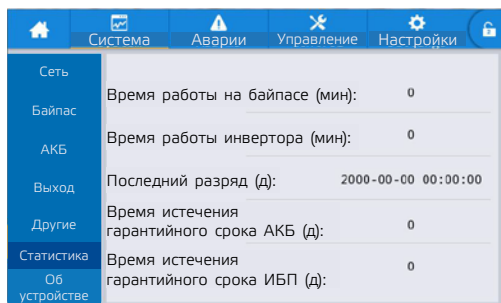 Система Аварии Управление Настройки
Сеть
Байпас
АКБ
Выход
Другие
Статистика
Об
устройстве
Время работы на байпасе (мин): 0
Время работы инвертора (мин): 0
Последний разряд (д): 2000-00-00 00:00:00
Время истечения
гарантийного срока АКБ (д): 0
Время истечения
гарантийного срока ИБП (д): 0